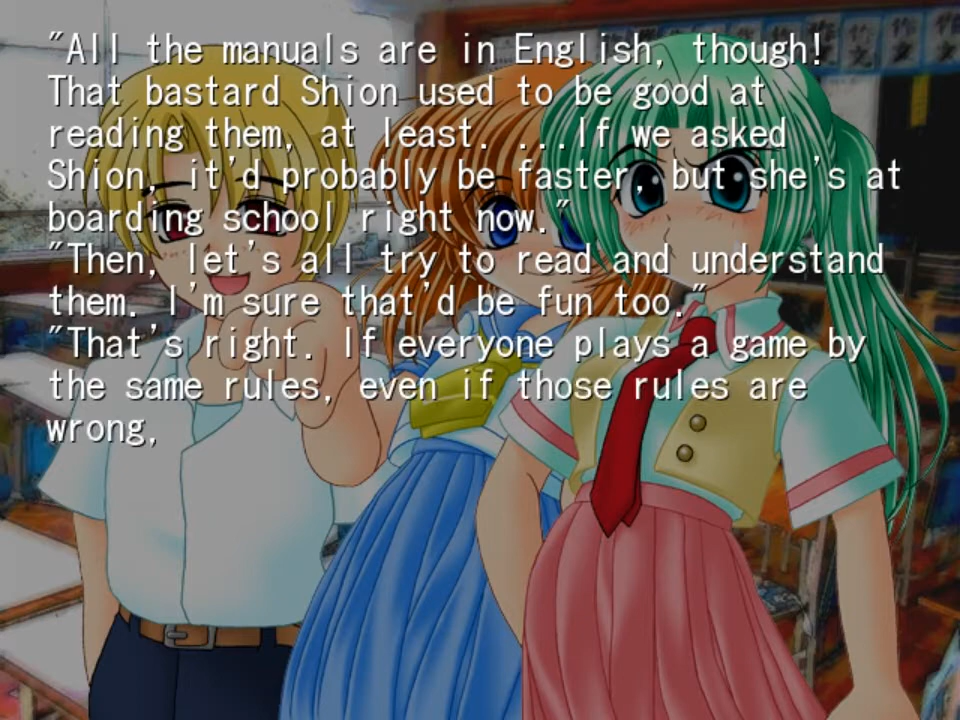 "All the manuals are in English, though!
That bastard Shion used to be good at
reading them, at least. ...If we asked
Shion, it'd probably be faster, but she's at
boarding school right now."
"Then, let's all try to read and understand
them. I'm sure that'd be fun too."
"That's right. If everyone plays a game by
the same rules, even if those rules are
wrong,